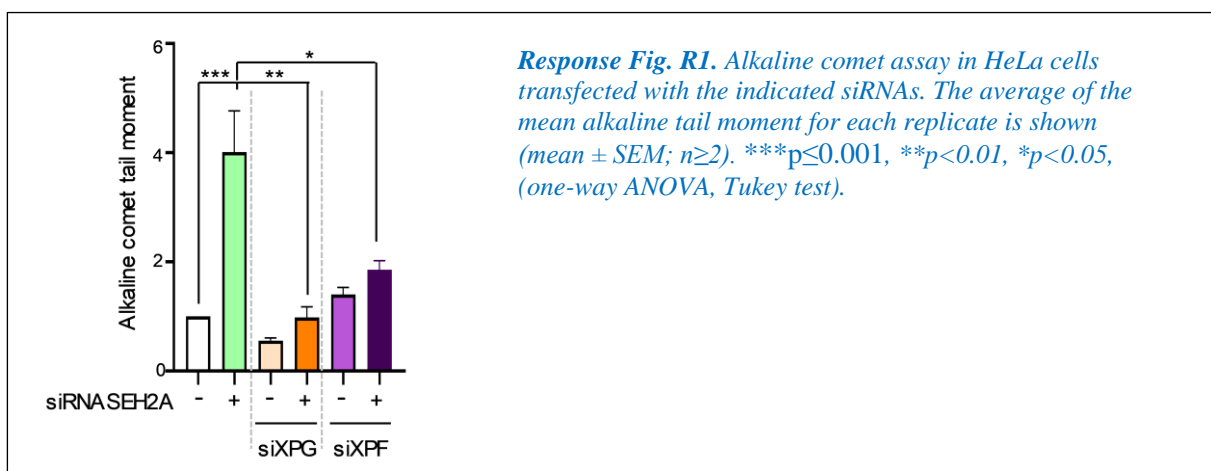 6
4
2
0
Alkaline comet tail moment
***
**
*
Response Fig. R1. Alkaline comet assay in HeLa cells
transfected with the indicated siRNAs. The average of the
mean alkaline tail moment for each replicate is shown
(mean ± SEM; n≥2). ***p≤0.001, **p<0.01, *p<0.05,
(one-way ANOVA, Tukey test).
siRNASEH2A - + - + - +
siXPG siXPF